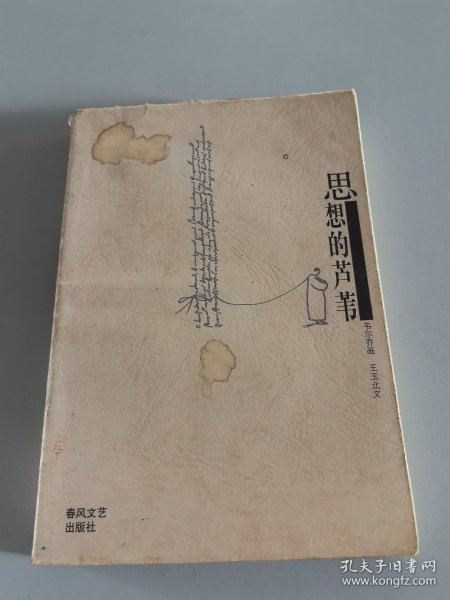 思想的芦苇
韦尔乔画 王玉北文
春风文艺
出版社
孔夫子旧书网
www.kongfz.com